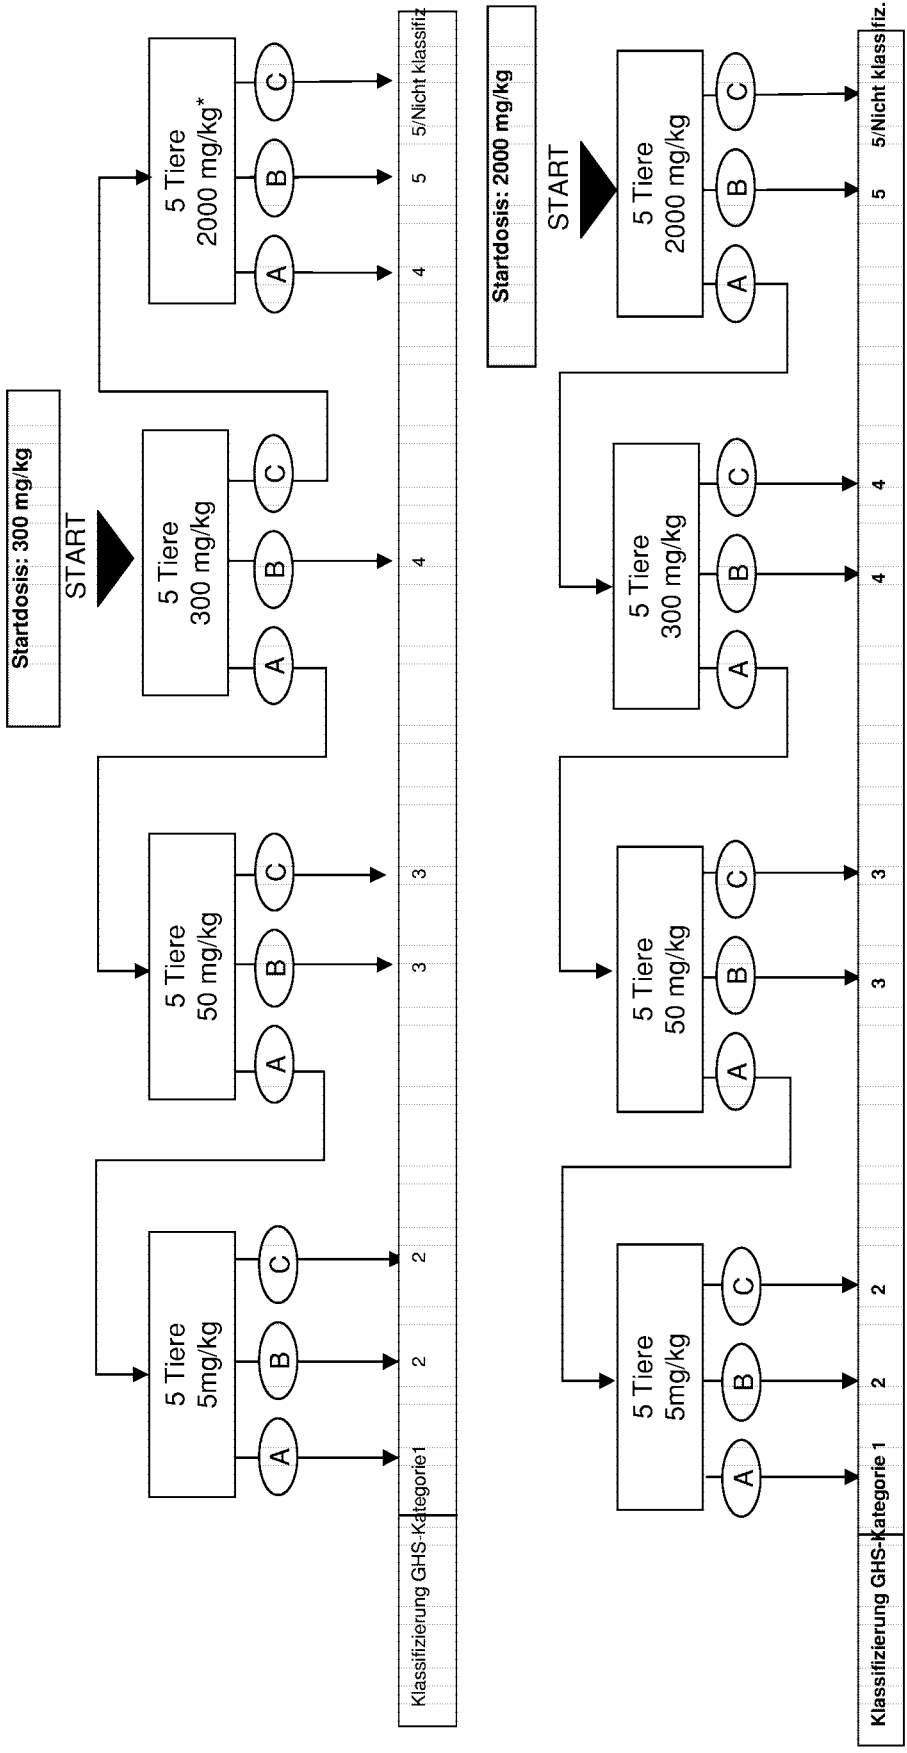 Startdosis: 300 mg/kg
START
5 Tiere
5mg/kg
5 Tiere
50 mg/kg
5 Tiere
300 mg/kg
5 Tiere
2000 mg/kg*
A B C A B C A B C A B C
Klassifizierung GHS-Kategorie1 2 2 3 3 4 4 5 5/Nicht klassifiz
Startdosis: 2000 mg/kg
START
5 Tiere
5mg/kg
5 Tiere
50 mg/kg
5 Tiere
300 mg/kg
5 Tiere
2000 mg/kg
A B C A B C A B C A B C
Klassifizierung GHS-Kategorie 1 2 2 3 3 4 4 5 5/Nicht klassifiz.